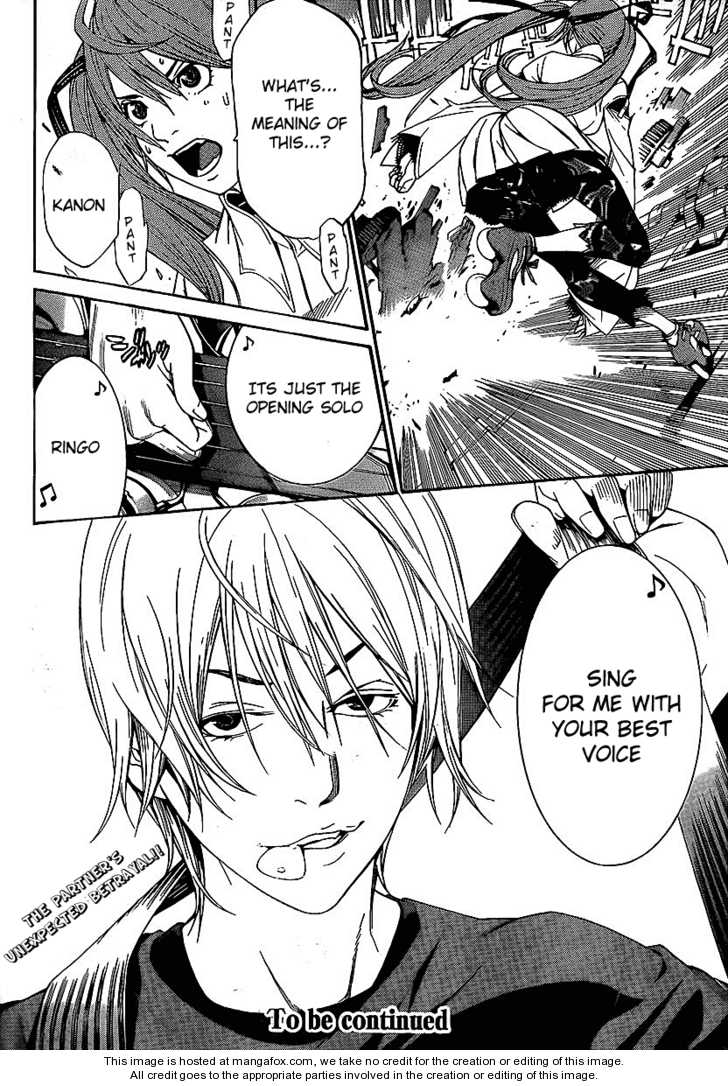 PANT
PANT
WHAT'S...
THE
MEANING OF
THIS...?
KANON
PANT
PANT
ITS JUST THE
OPENING SOLO
RINGO
SING
FOR ME WITH
YOUR BEST
VOICE
THE PARTNER'S
UNEXPECTED BETRAYAL!!
To be continued
This image is hosted at mangafox.com, we take no credit for the creation or editing of this image.
All credit goes to the appropriate parties involved in the creation or editing of this image.